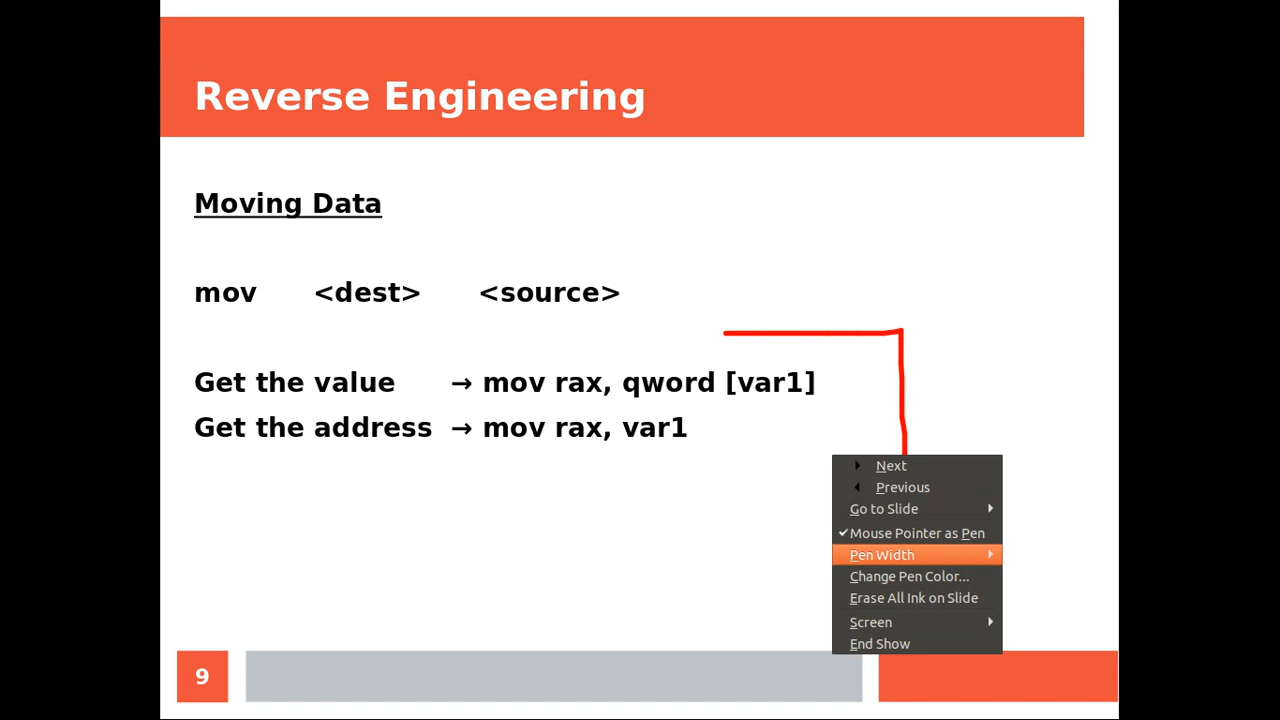 Reverse Engineering
Moving Data
mov <dest> <source>
Get the value → mov rax, qword [var1]
Get the address → mov rax, var1
Next
Previous
Go to Slide
Mouse Pointer as Pen
Pen Width
Change Pen Color...
Erase All Ink on Slide
Screen
End Show
9